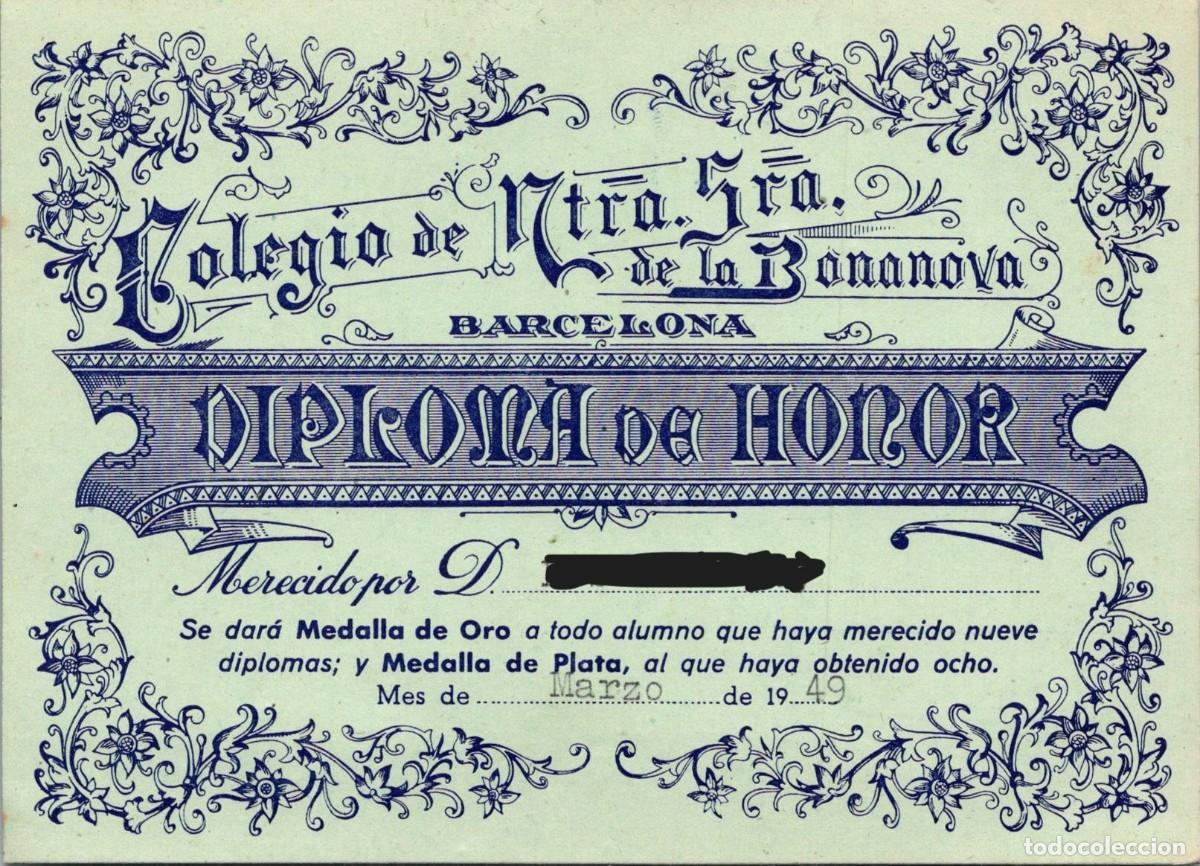 Colegio de Ntra. Sra.
de la Bonanova
BARCELONA
DIPLOMA DE HONOR
Merecido por D.
Se dará Medalla de Oro a todo alumno que haya merecido nueve
diplomas; y Medalla de Plata, al que haya obtenido ocho.
Mes de Marzo de 19 49
todocoleccion